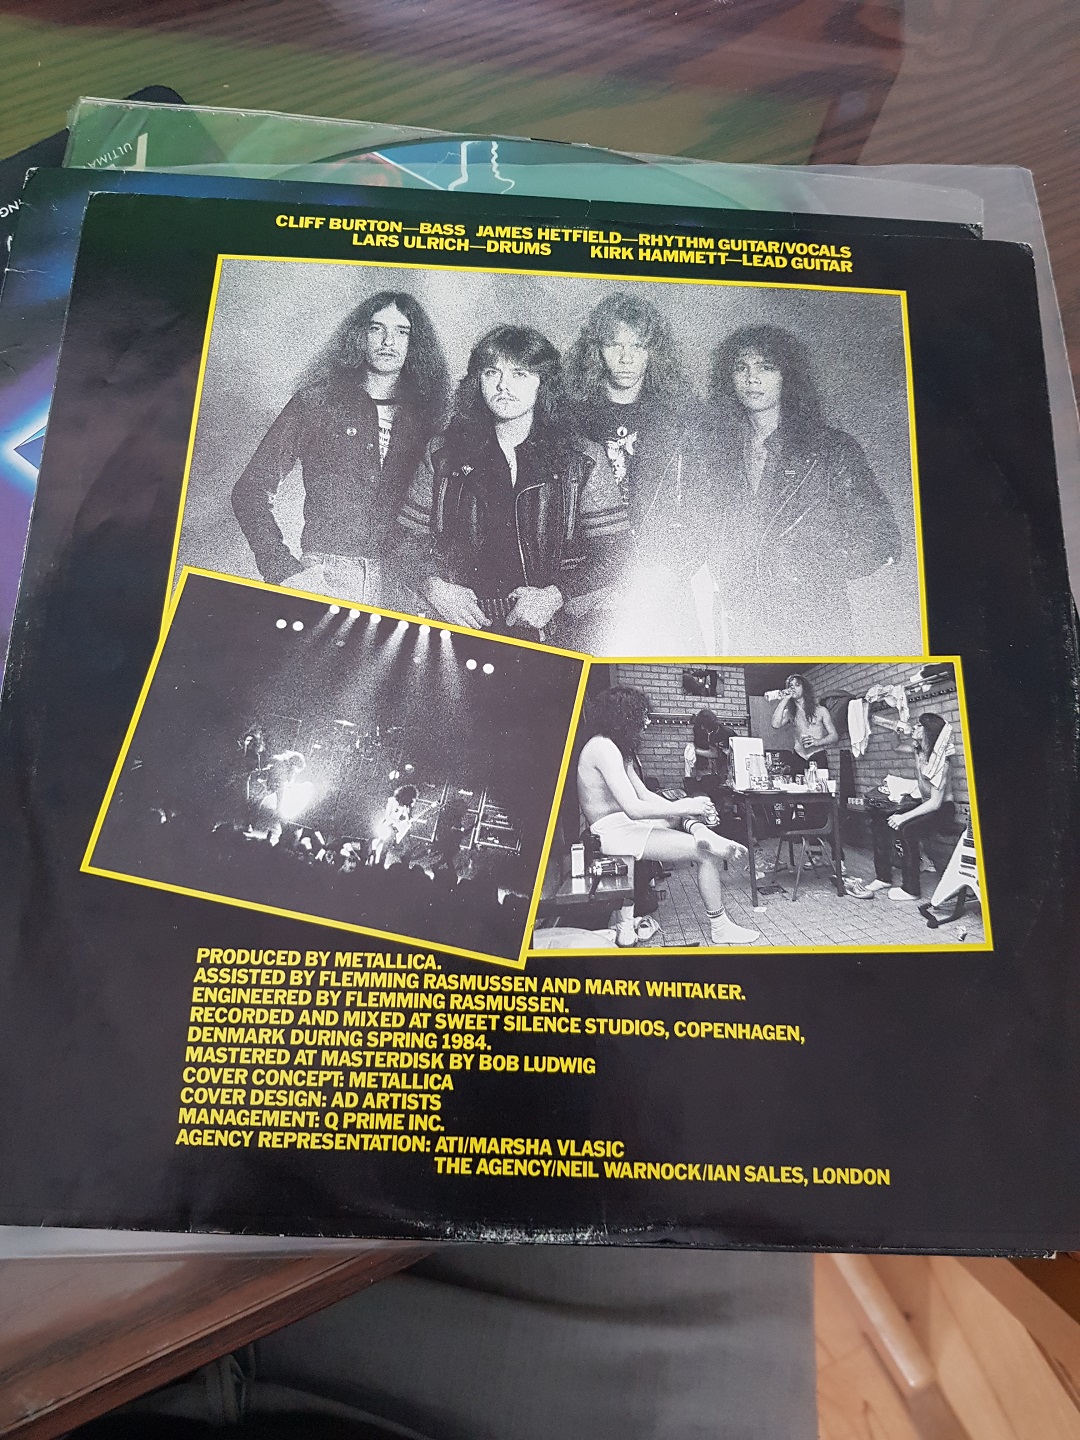 ULTIMA
CLIFF BURTON—BASS JAMES HETFIELD—RHYTHM GUITAR/VOCALS
LARS ULRICH—DRUMS KIRK HAMMETT—LEAD GUITAR
PRODUCED BY METALLICA.
ASSISTED BY FLEMMING RASMUSSEN AND MARK WHITAKER.
ENGINEERED BY FLEMMING RASMUSSEN.
RECORDED AND MIXED AT SWEET SILENCE STUDIOS, COPENHAGEN,
DENMARK DURING SPRING 1984.
MASTERED AT MASTERDISK BY BOB LUDWIG
COVER CONCEPT: METALLICA
COVER DESIGN: AD ARTISTS
MANAGEMENT: Q PRIME INC.
AGENCY REPRESENTATION: ATI/MARSHA VLASIC
THE AGENCY/NEIL WARNOCK/IAN SALES, LONDON